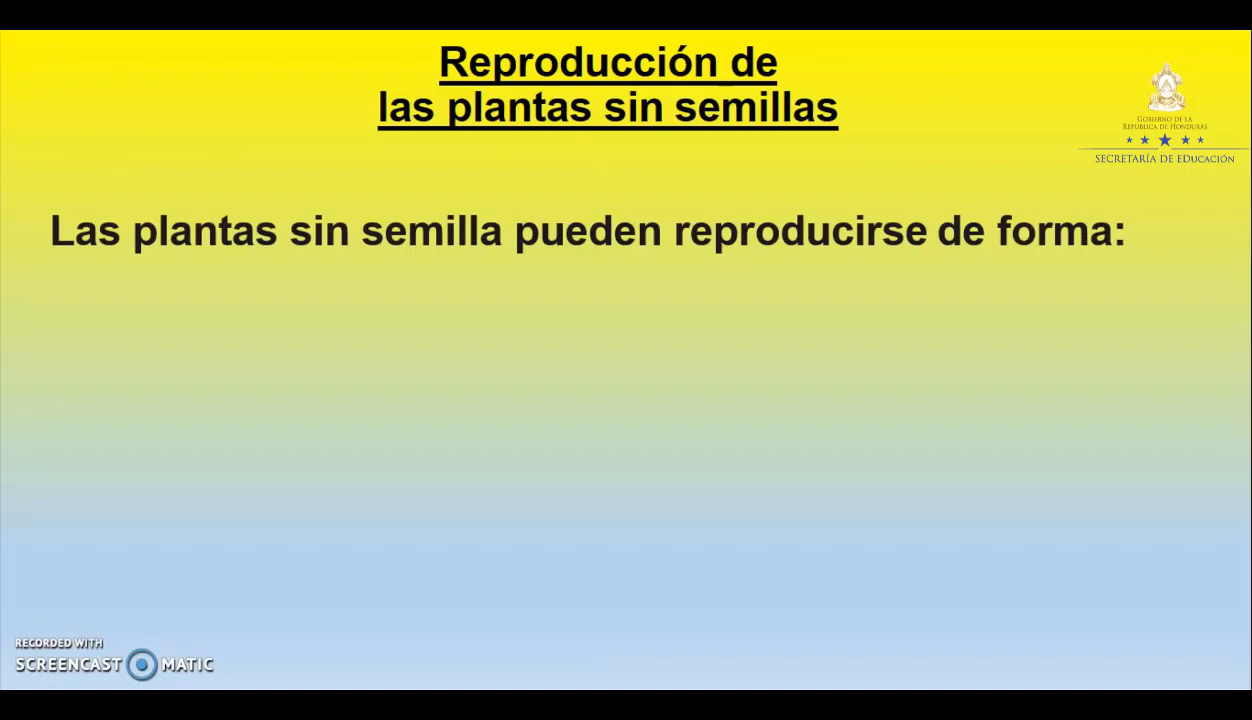 Reproducción de
las plantas sin semillas
GOBIERNO DE LA
REPÚBLICA DE HONDURAS
SECRETARÍA DE EDUCACIÓN
Las plantas sin semilla pueden reproducirse de forma:
RECORDED WITH
SCREENCAST MATIC